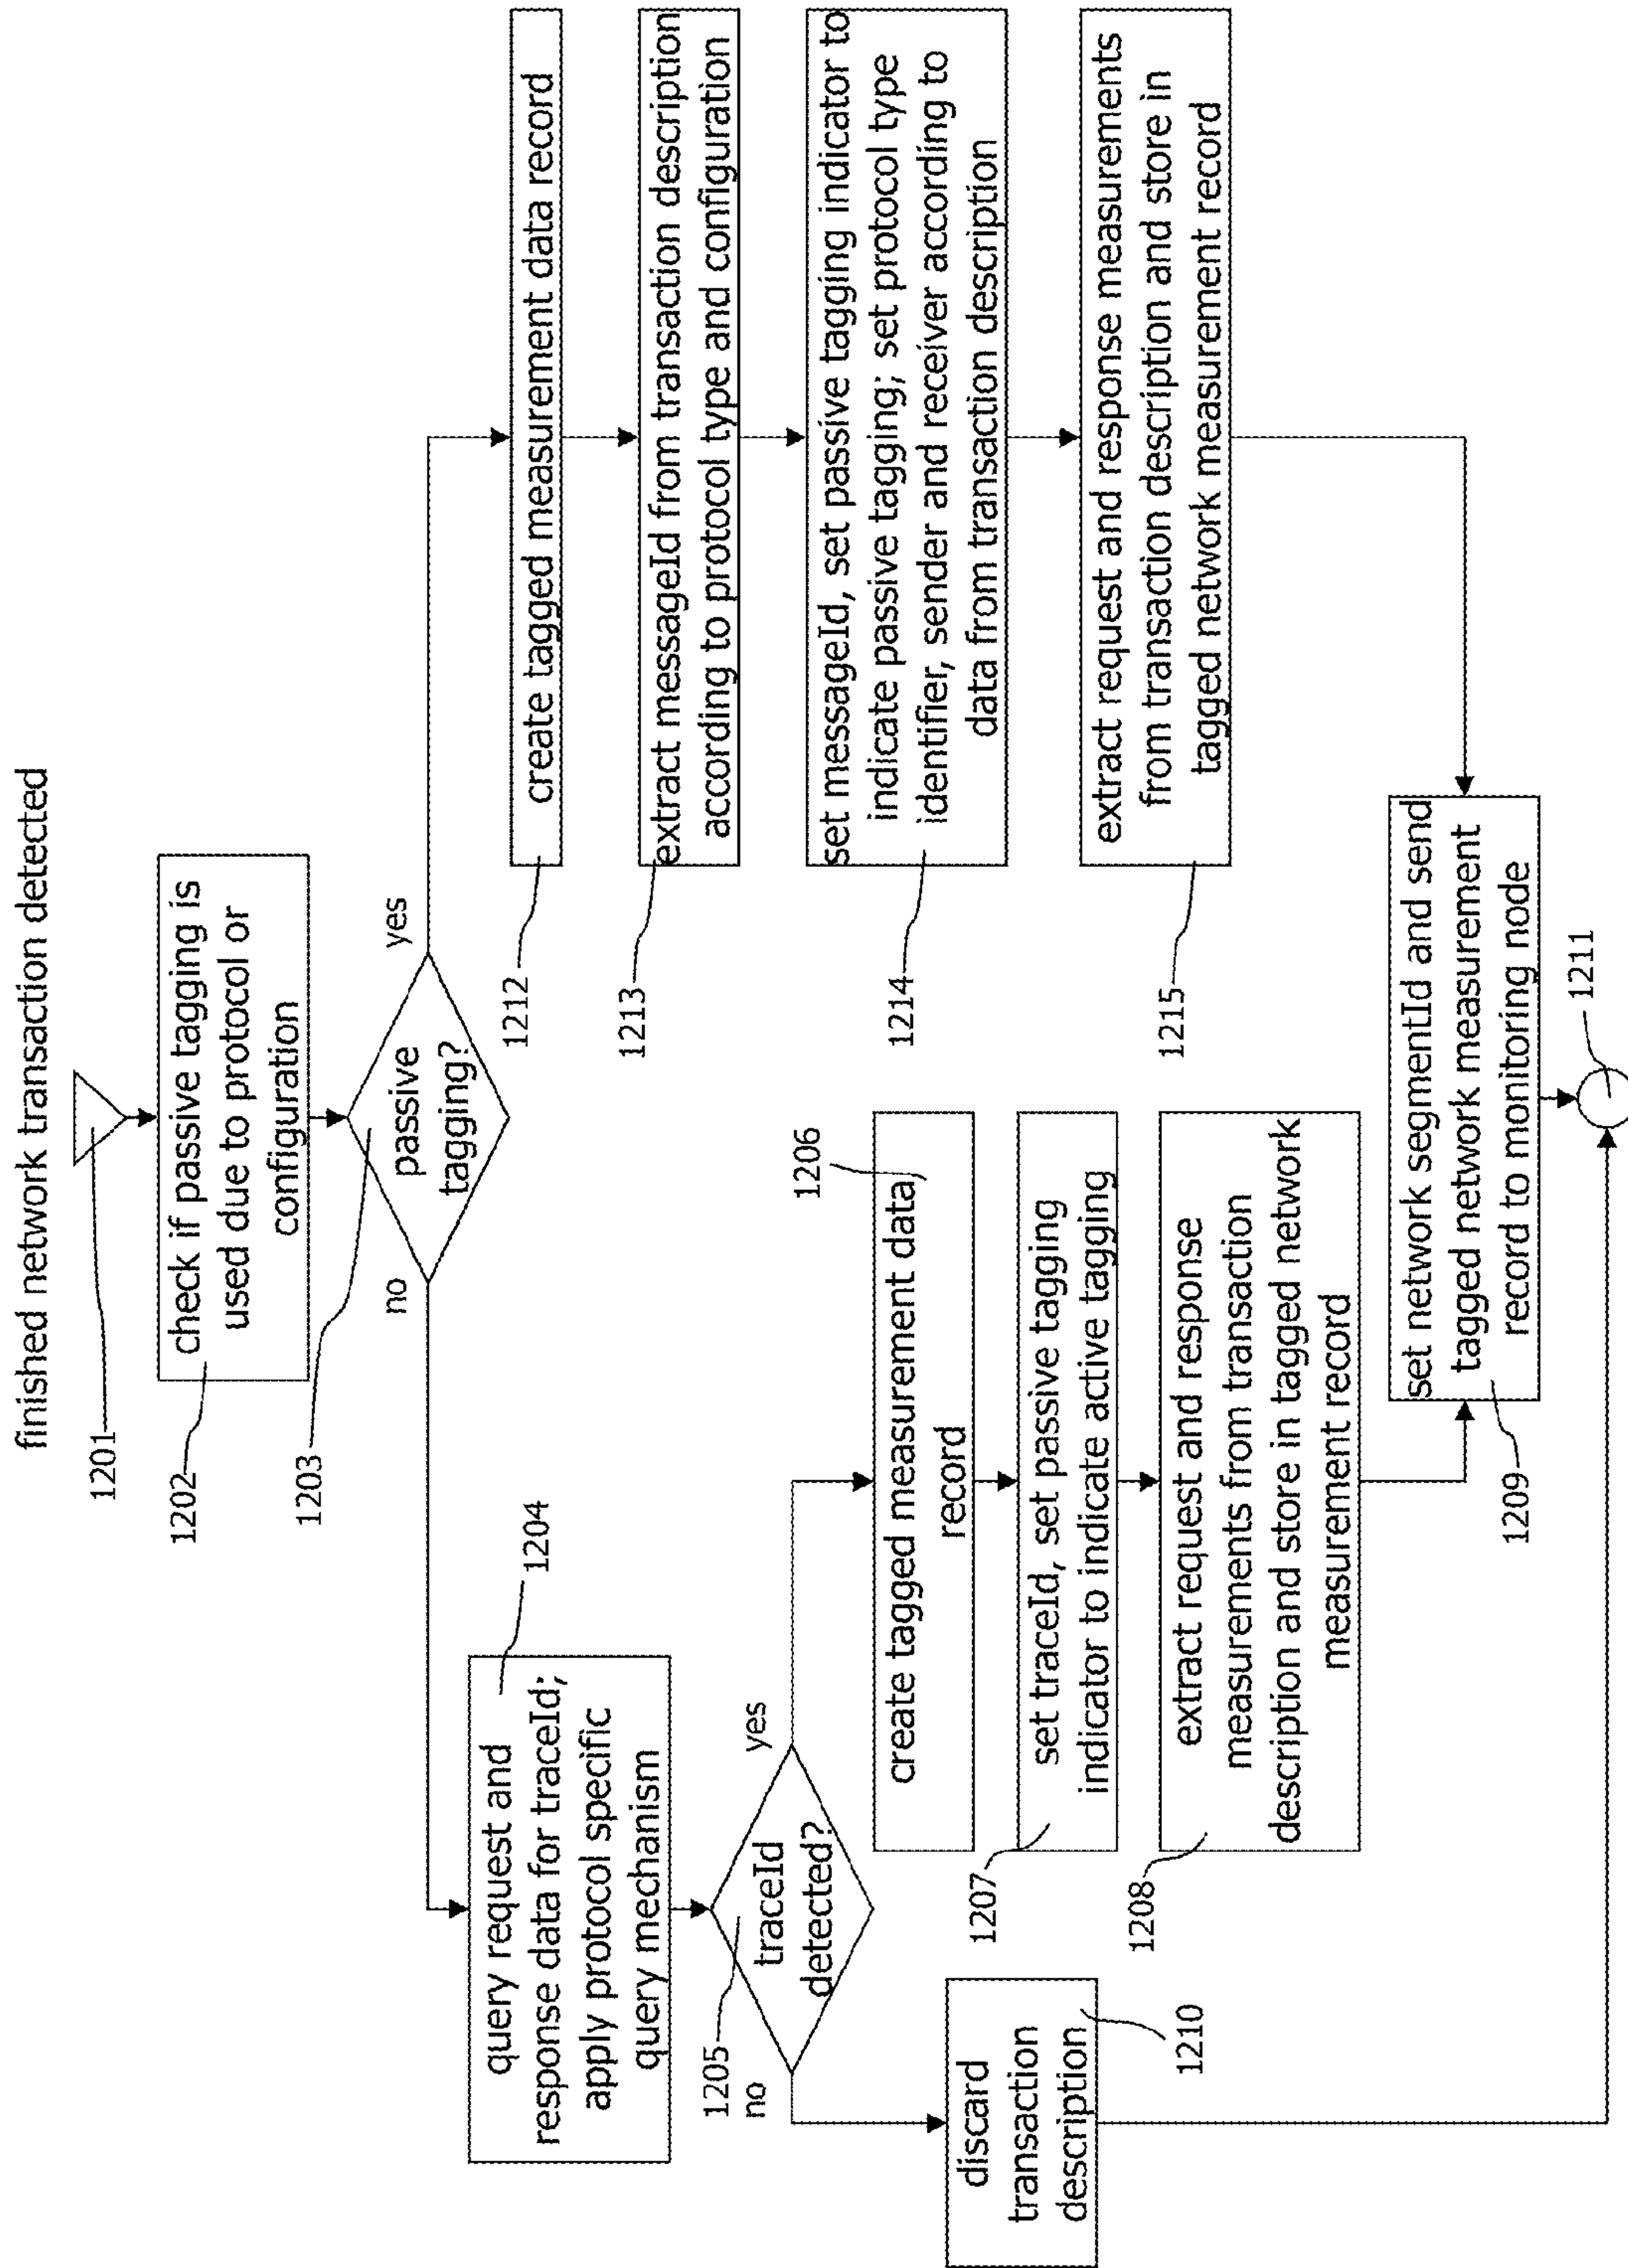 finished network transaction detected
1201
check if passive tagging is
used due to protocol or
configuration
1202
passive
tagging?
1203
no
yes
query request and
response data for traceId;
apply protocol specific
query mechanism
1204
traceId
detected?
1205
no
yes
discard
transaction
description
1210
create tagged measurement data
record
1206
set traceId, set passive tagging
indicator to indicate active tagging
1207
extract request and response
measurements from transaction
description and store in tagged network
measurement record
1208
create tagged measurement data record
1212
extract messageId from transaction description
according to protocol type and configuration
1213
set messageId, set passive tagging indicator to
indicate passive tagging; set protocol type
identifier, sender and receiver according to
data from transaction description
1214
extract request and response measurements
from transaction description and store in
tagged network measurement record
1215
set network segmentId and send
tagged network measurement
record to monitoring node
1209
1211